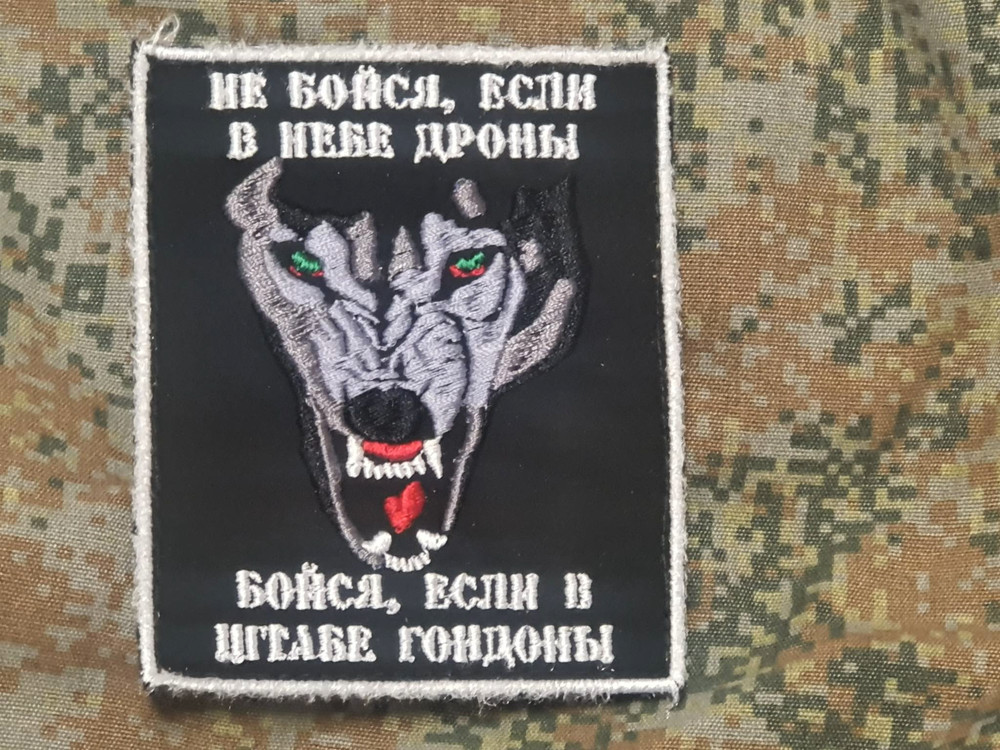 НЕ БОЙСЯ, ЕСЛИ
В НЕБЕ ДРОНЫ
БОЙСЯ, ЕСЛИ В
ШТАБЕ ГОНДОНЫ